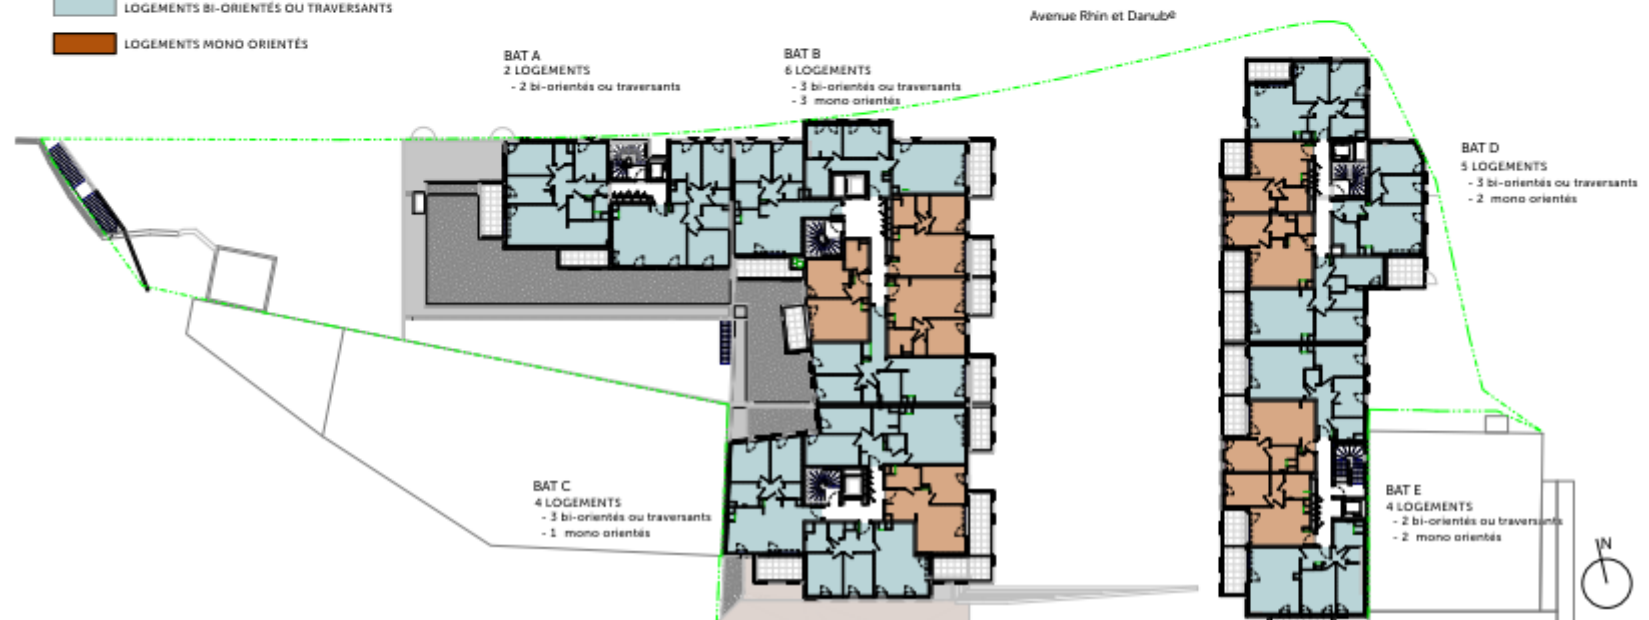 LOGEMENTS BI-ORIENTÉS OU TRAVERSANTS
LOGEMENTS MONO ORIENTÉS
Avenue Rhin et Danube
BAT A
2 LOGEMENTS
- 2 bi-orientés ou traversants
BAT B
6 LOGEMENTS
- 3 bi-orientés ou traversants
- 3 mono orientés
BAT D
5 LOGEMENTS
- 3 bi-orientés ou traversants
- 2 mono orientés
BAT C
4 LOGEMENTS
- 3 bi-orientés ou traversants
- 1 mono orientés
BAT E
4 LOGEMENTS
- 2 bi-orientés ou traversants
- 2 mono orientés
N